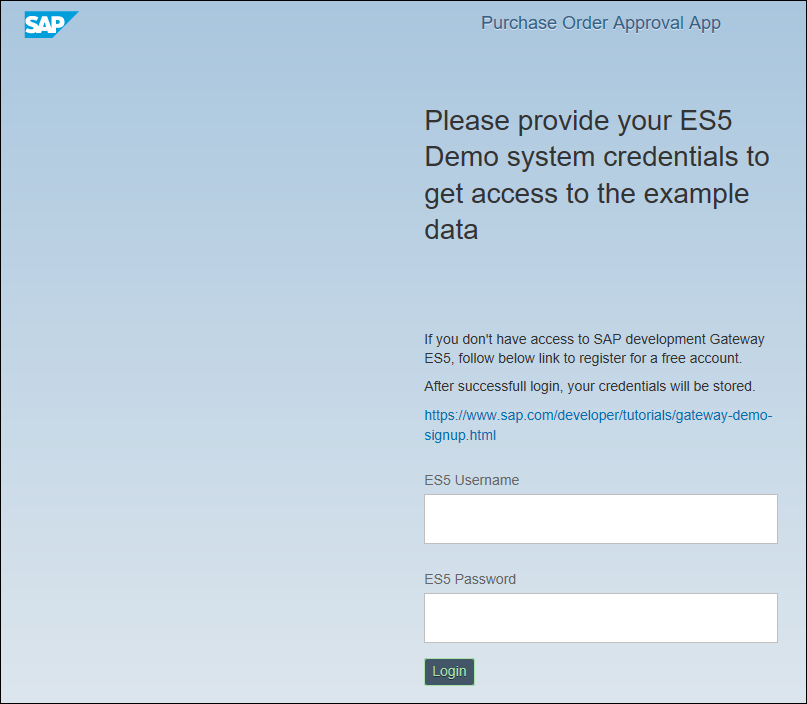 SAP
Purchase Order Approval App
Please provide your ES5
Demo system credentials to
get access to the example
data
If you don't have access to SAP development Gateway
ES5, follow below link to register for a free account.
After successfull login, your credentials will be stored.
https://www.sap.com/developer/tutorials/gateway-demo-
signup.html
ES5 Username
ES5 Password
Login